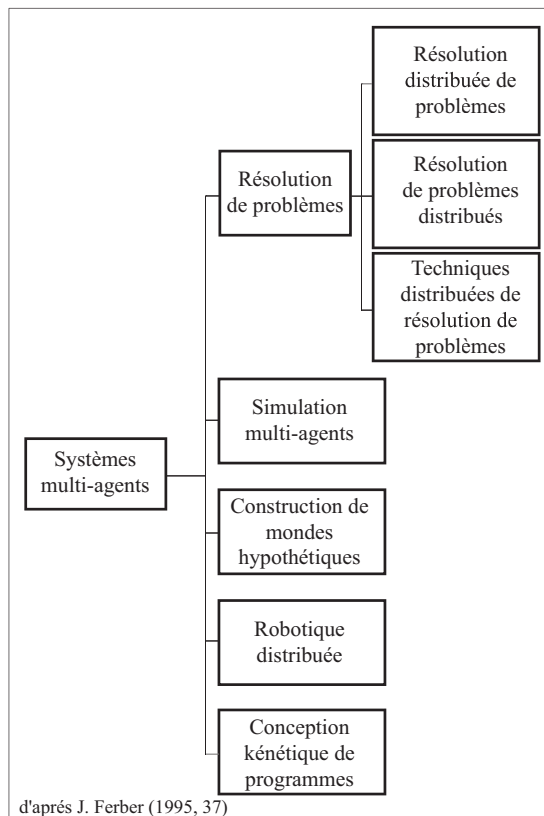 Résolution
distribuée de
problèmes
Résolution
de problèmes
Résolution
de problèmes
distribués
Techniques
distribuées de
résolution de
problèmes
Simulation
multi-agents
Systèmes
multi-agents
Construction de
mondes
hypothétiques
Robotique
distribuée
Conception
kénétique de
programmes
d'aprés J. Ferber (1995, 37)